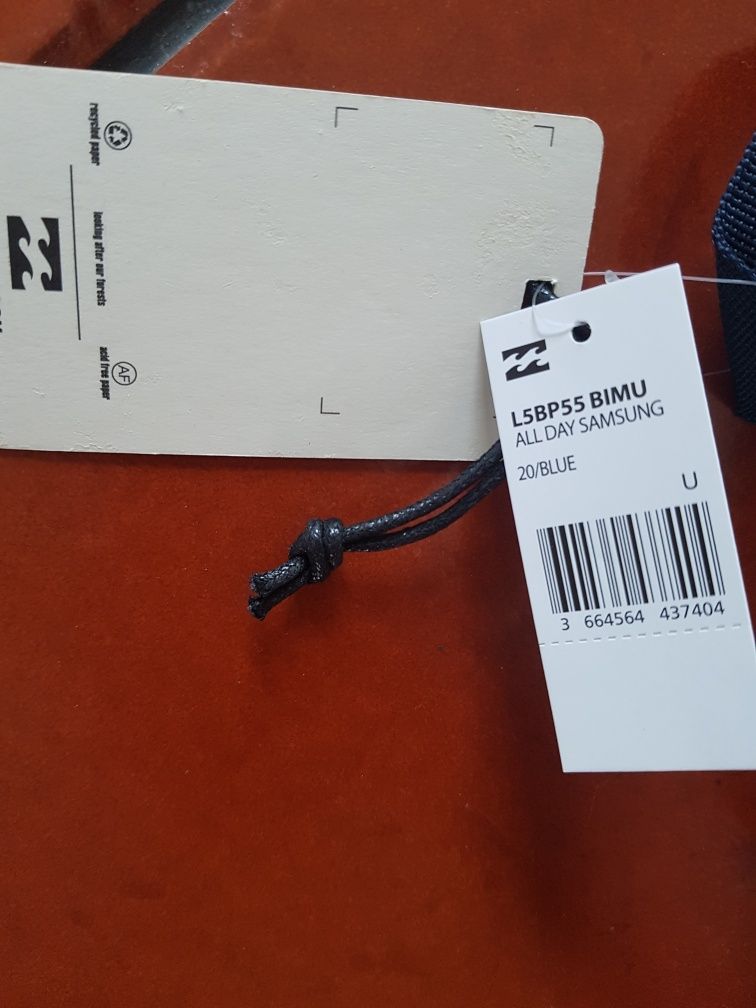 recycled paper
looking after our forests
acid free paper
AF
L5BP55 BIMU
ALL DAY SAMSUNG
20/BLUE
U
3 664564 437404